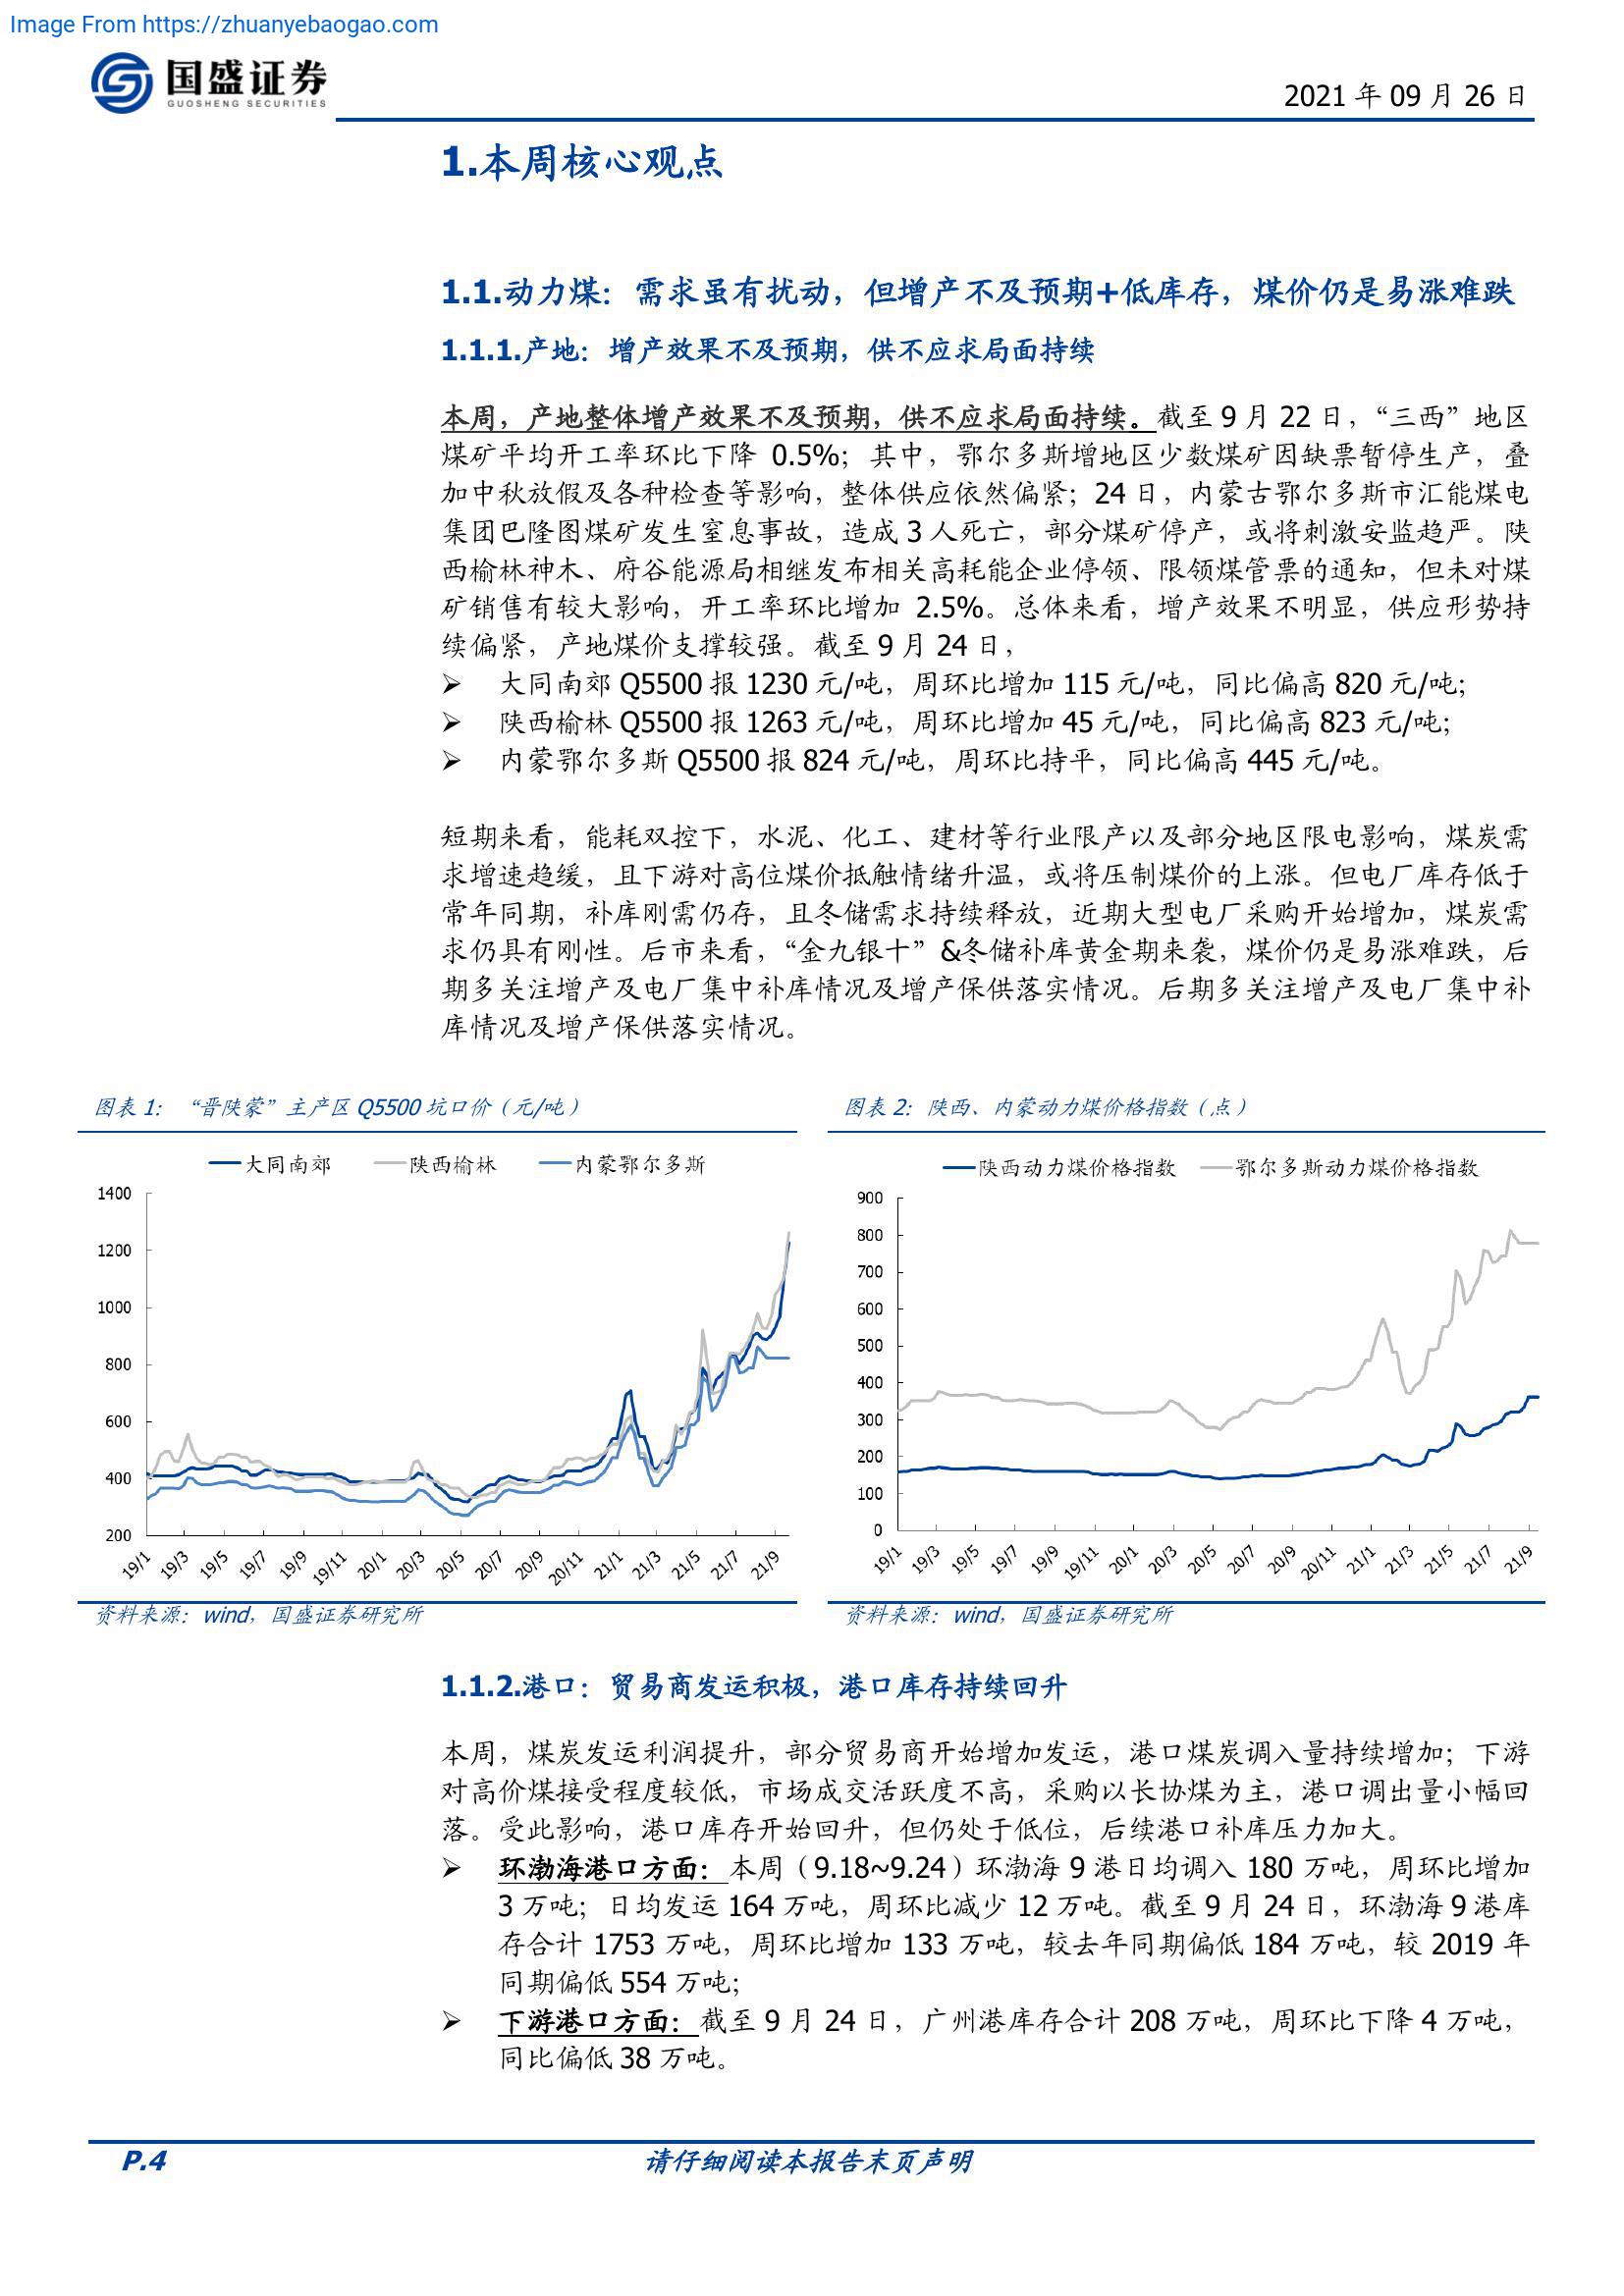 Image From https://zhuanyebaogao.com
国盛证券
GUOSHENG SECURITIES
2021 年 09 月 26 日
1.本周核心观点
1.1.动力煤：需求虽有扰动，但增产不及预期+低库存，煤价仍是易涨难跌
1.1.1.产地：增产效果不及预期，供不应求局面持续
本周，产地整体增产效果不及预期，供不应求局面持续。截至 9 月 22 日，“三西”地区
煤矿平均开工率环比下降 0.5%；其中，鄂尔多斯增地区少数煤矿因缺票暂停生产，叠
加中秋放假及各种检查等影响，整体供应依然偏紧；24 日，内蒙古鄂尔多斯市汇能煤电
集团巴隆图煤矿发生窒息事故，造成 3 人死亡，部分煤矿停产，或将刺激安监趋严。陕
西榆林神木、府谷能源局相继发布相关高耗能企业停领、限领煤管票的通知，但未对煤
矿销售有较大影响，开工率环比增加 2.5%。总体来看，增产效果不明显，供应形势持
续偏紧，产地煤价支撑较强。截至 9 月 24 日，
➢ 大同南郊 Q5500 报 1230 元/吨，周环比增加 115 元/吨，同比偏高 820 元/吨；
➢ 陕西榆林 Q5500 报 1263 元/吨，周环比增加 45 元/吨，同比偏高 823 元/吨；
➢ 内蒙鄂尔多斯 Q5500 报 824 元/吨，周环比持平，同比偏高 445 元/吨。
短期来看，能耗双控下，水泥、化工、建材等行业限产以及部分地区限电影响，煤炭需
求增速趋缓，且下游对高位煤价抵触情绪升温，或将压制煤价的上涨。但电厂库存低于
常年同期，补库刚需仍存，且冬储需求持续释放，近期大型电厂采购开始增加，煤炭需
求仍具有刚性。后市来看，“金九银十”&冬储补库黄金期来袭，煤价仍是易涨难跌，后
期多关注增产及电厂集中补库情况及增产保供落实情况。后期多关注增产及电厂集中补
库情况及增产保供落实情况。
图表 1：“晋陕蒙”主产区 Q5500 坑口价（元/吨）
大同南郊 陕西榆林 内蒙鄂尔多斯
1400
1200
1000
800
600
400
200
19/1 19/3 19/5 19/7 19/9 19/11 20/1 20/3 20/5 20/7 20/9 20/11 21/1 21/3 21/5 21/7 21/9
资料来源：wind，国盛证券研究所
图表 2：陕西、内蒙动力煤价格指数（点）
陕西动力煤价格指数 鄂尔多斯动力煤价格指数
900
800
700
600
500
400
300
200
100
0
19/1 19/3 19/5 19/7 19/9 19/11 20/1 20/3 20/5 20/7 20/9 20/11 21/1 21/3 21/5 21/7 21/9
资料来源：wind，国盛证券研究所
1.1.2.港口：贸易商发运积极，港口库存持续回升
本周，煤炭发运利润提升，部分贸易商开始增加发运，港口煤炭调入量持续增加；下游
对高价煤接受程度较低，市场成交活跃度不高，采购以长协煤为主，港口调出量小幅回
落。受此影响，港口库存开始回升，但仍处于低位，后续港口补库压力加大。
➢ 环渤海港口方面：本周（9.18~9.24）环渤海 9 港日均调入 180 万吨，周环比增加
3 万吨；日均发运 164 万吨，周环比减少 12 万吨。截至 9 月 24 日，环渤海 9 港库
存合计 1753 万吨，周环比增加 133 万吨，较去年同期偏低 184 万吨，较 2019 年
同期偏低 554 万吨；
➢ 下游港口方面：截至 9 月 24 日，广州港库存合计 208 万吨，周环比下降 4 万吨，
同比偏低 38 万吨。
P.4
请仔细阅读本报告末页声明